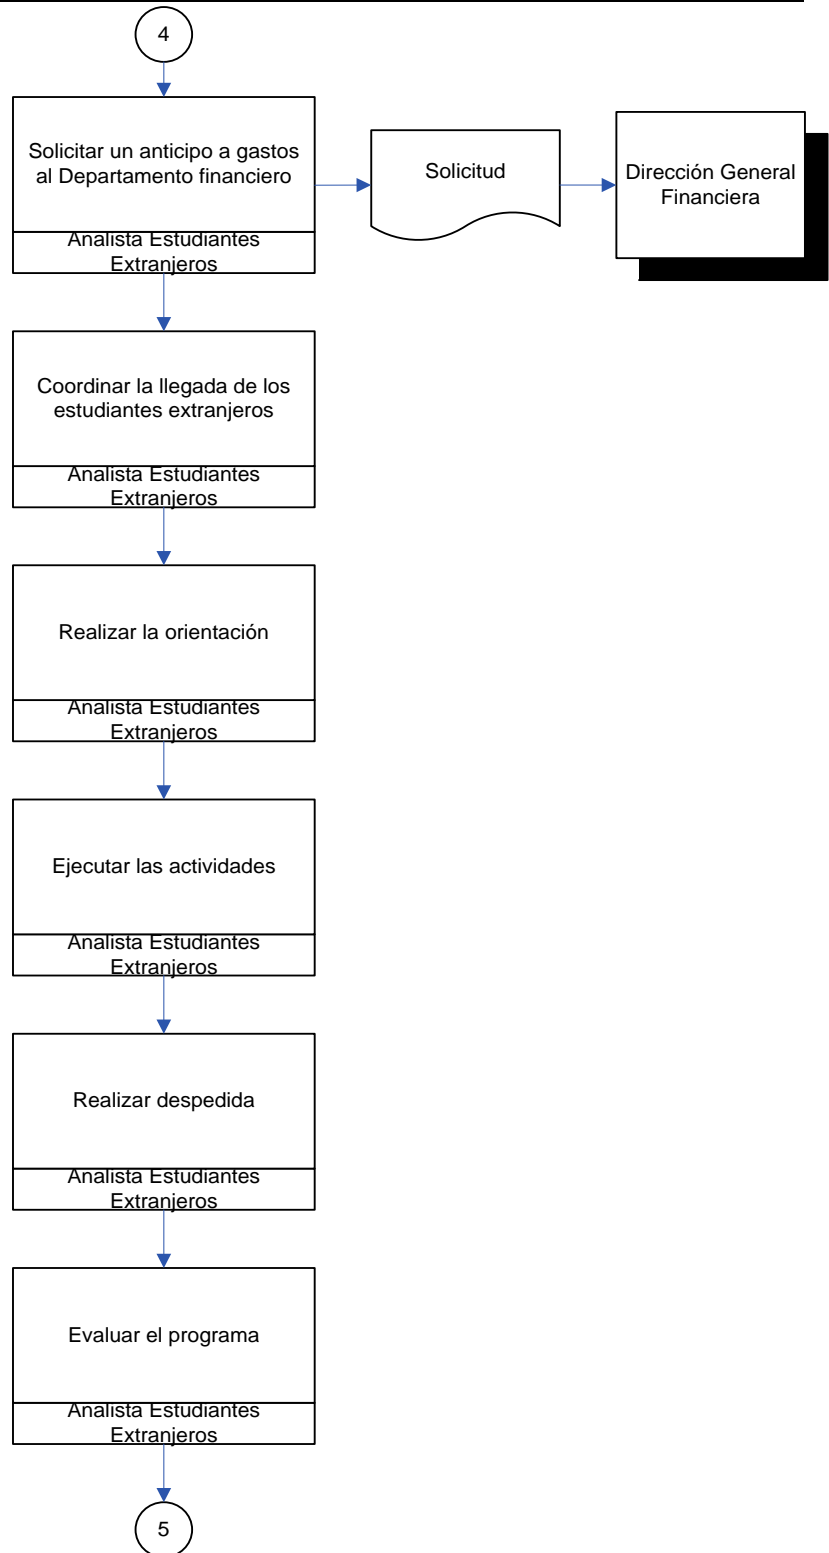 4
Solicitar un anticipo a gastos
al Departamento financiero
Analista Estudiantes
Extranjeros
Solicitud
Dirección General
Financiera
Coordinar la llegada de los
estudiantes extranjeros
Analista Estudiantes
Extranjeros
Realizar la orientación
Analista Estudiantes
Extranjeros
Ejecutar las actividades
Analista Estudiantes
Extranjeros
Realizar despedida
Analista Estudiantes
Extranjeros
Evaluar el programa
Analista Estudiantes
Extranjeros
5